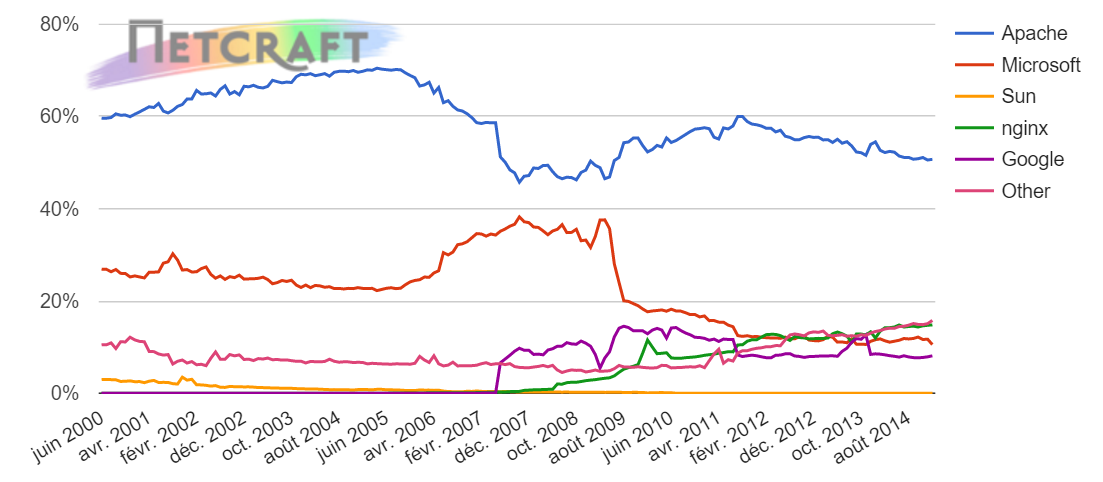 80%
NETCRAFT
60%
40%
20%
0%
Apache
Microsoft
Sun
nginx
Google
Other
juin 2000
avr. 2001
févr. 2002
déc. 2002
oct. 2003
août 2004
juin 2005
avr. 2006
févr. 2007
déc. 2007
oct. 2008
août 2009
juin 2010
avr. 2011
févr. 2012
déc. 2012
oct. 2013
août 2014